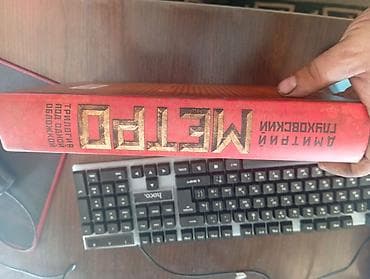 ДМИТРИЙ
ГЛУХОВСКИЙ
МЕТРО
ТРИЛОГИЯ
ПОД ОДНОЙ
ОБЛОЖКОЙ
hoco.